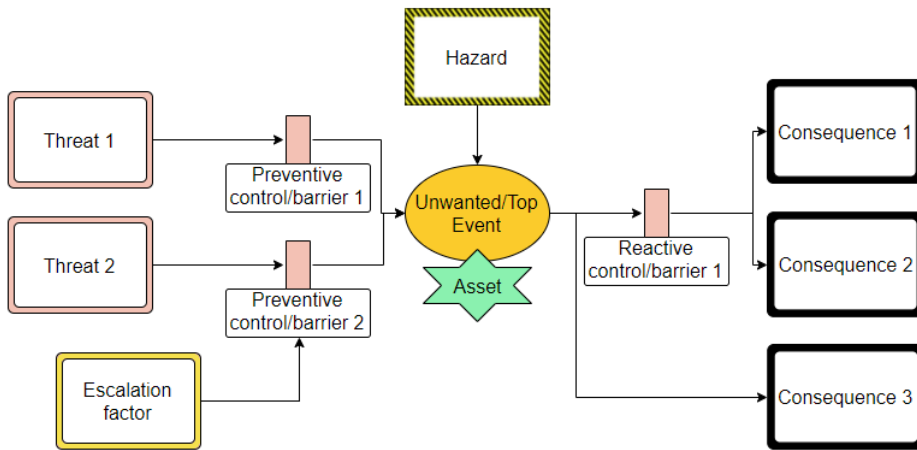 Hazard
Threat 1
Preventive
control/barrier 1
Unwanted/Top
Event
Asset
Reactive
control/barrier 1
Consequence 1
Threat 2
Preventive
control/barrier 2
Consequence 2
Escalation
factor
Consequence 3